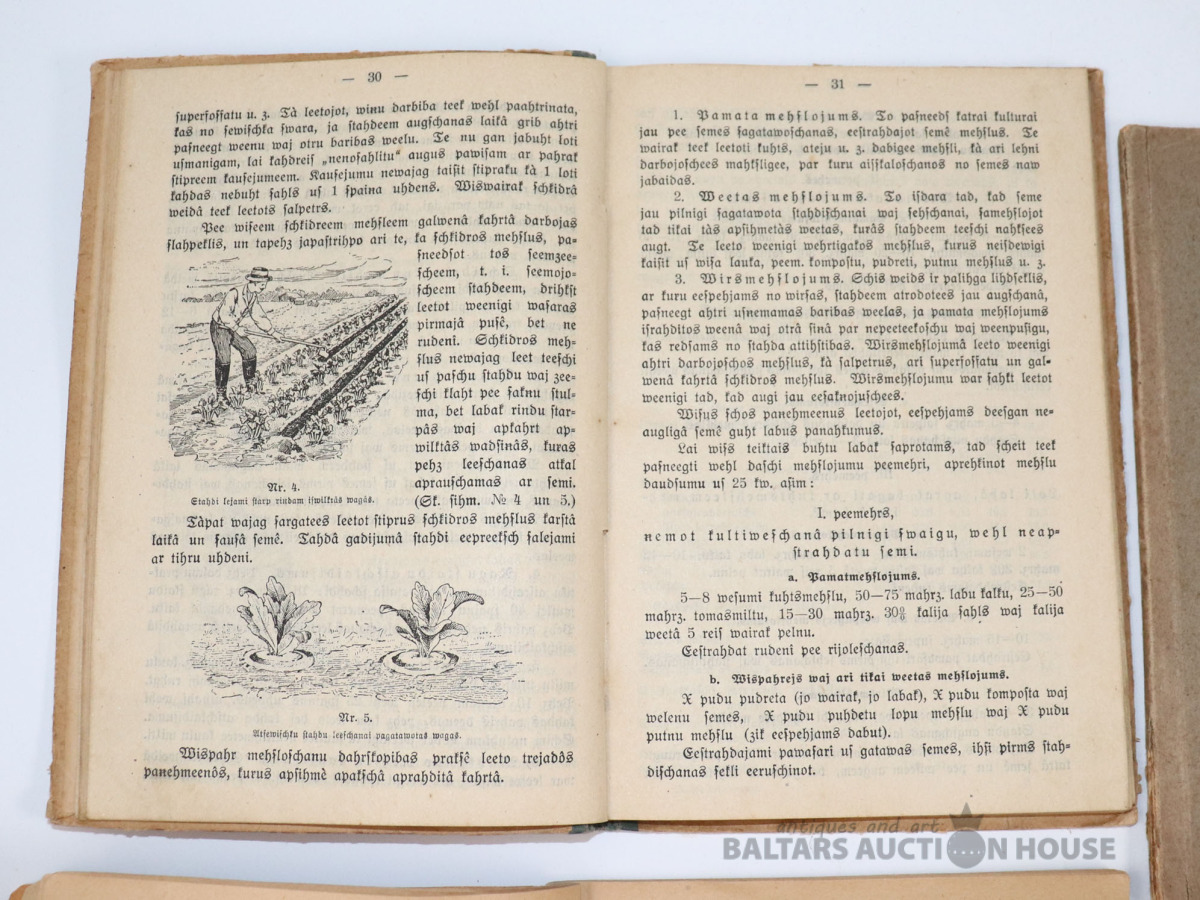 — 30 —
superfosfatu u. z. Tà leetojot, winu darbiba teek wehl paahtrinata,
kas no sewischka swara, ja stahdeem augschanas laikâ grib ahtri
pasneegt weenu waj otru baribas weelu. Te nu gan jabuht loti
usmanigam, lai kahdreis „nenosahlitu“ augus pawisam ar pahrak
stipreem kausejumeem. Kausejumu newajag taisit stipraku kà 1 loti
kahdas nebuht sahls us 1 spaina uhdens. Wiswairak schkidrâ
weidâ teek leetots salpetrs.
Pee wiseem schkidreem mehsleem galwenâ kahrtâ darbojas
slahpeklis, un tapehz japastrihpo ari te, ka schkidros mehslus, pa-
sneedsot tos seemzee-
scheem, t. i. seemojo-
scheem stahdeem, drihkst
leetot weenigi wasaras
pirmajâ pusê, bet ne
rudeni. Schkidros meh-
slus newajag leet teeschi
us paschu stahdu waj zee-
schi klaht pee saknu stul-
ma, bet labak rindu star-
pâs waj apkahrt ap-
wilktâs wadsinâs, kuras
pehz leeschanas atkal
aprauschamas ar semi.
(Sk. sihm. № 4 un 5.)
Nr. 4.
Stahdi lejami starp rindam iswilktâs wagâs.
Tàpat wajag sargatees leetot stiprus schkidros mehslus karstâ
laikâ un sausâ semê. Tahdâ gadijumâ stahdi eepreeksch salejami
ar tihru uhdeni.
Nr. 5.
Atsewischku stahdu leeschanai pagatawotas wagas.
Wispahr mehsloschanu dahrskopibas praksê leeto trejadôs
panehmeenôs, kurus apsihmê apakschâ aprahditâ kahrtâ.
— 31 —
1. Pamata mehslojums. To pasneeds katrai kulturai
jau pee semes sagatawoschanas, eestrahdajot semê mehslus. Te
wairak teek leetoti kuhts, ateju u. z. dabigee mehsli, kà ari lehni
darbojoschees mahksligee, par kuru aisskaloschanos no semes naw
jabaidas.
2. Weetas mehslojums. To isdara tad, kad seme
jau pilnigi sagatawota stahdischanai waj sehschanai, samehslojot
tad tikai tàs apsihmetàs weetas, kurâs stahdeem teeschi nahksees
augt. Te leeto weenigi wehrtigakos mehslus, kurus neisdewigi
kaisit us wisa lauka, peem. kompostu, pudreti, putnu mehslus u. z.
3. Wirsmehslojums. Schis weids ir palihga lihdseklis,
ar kuru eespehjams no wirsas, stahdeem atrodotees jau augschanâ,
pasneegt ahtri usnemamas baribas weelas, ja pamata mehslojums
israhditos weenâ waj otrâ sinâ par nepeeteekoschu waj weenpusigu,
kas redsams no stahda attihstibas. Wirsmehslojumâ leeto weenigi
ahtri darbojoschos mehslus, kà salpetrus, ari superfosfatu un gal-
wenâ kahrtâ schkidros mehslus. Wirsmehslojumu war sahkt leetot
weenigi tad, kad augi jau eesaknojuschees.
Wisus schos panehmeenus leetojot, eespehjams deesgan ne-
augligâ semê guht labus panahkumus.
Lai wiss teiktais buhtu labak saprotams, tad scheit teek
pasneegti wehl daschi mehslojumu peemehri, aprehkinot mehslu
daudsumu us 25 kw. asim:
I. peemehrs,
nemot kultiweschanâ pilnigi swaigu, wehl neap-
strahdatu semi.
a. Pamatmehslojums.
5—8 wesumi kuhtsmehslu, 50—75 mahrz. labu kalku, 25—50
mahrz. tomasmiltu, 15—30 mahrz. 30% kalija sahls waj kalija
weetâ 5 reis wairak pelnu.
Eestrahdat rudeni pee rijoleschanas.
b. Wispahrejs waj ari tikai weetas mehslojums.
X pudu pudreta (jo wairak, jo labak), X pudu komposta waj
welenu semes, X pudu puhdetu lopu mehslu waj X pudu
putnu mehslu (zik eespehjams dabut).
Eestrahdajami pawasari us gatawas semes, ihsi pirms stah-
dischanas sekli eeruschinot.
antiques and art
BALTARS AUCTION HOUSE